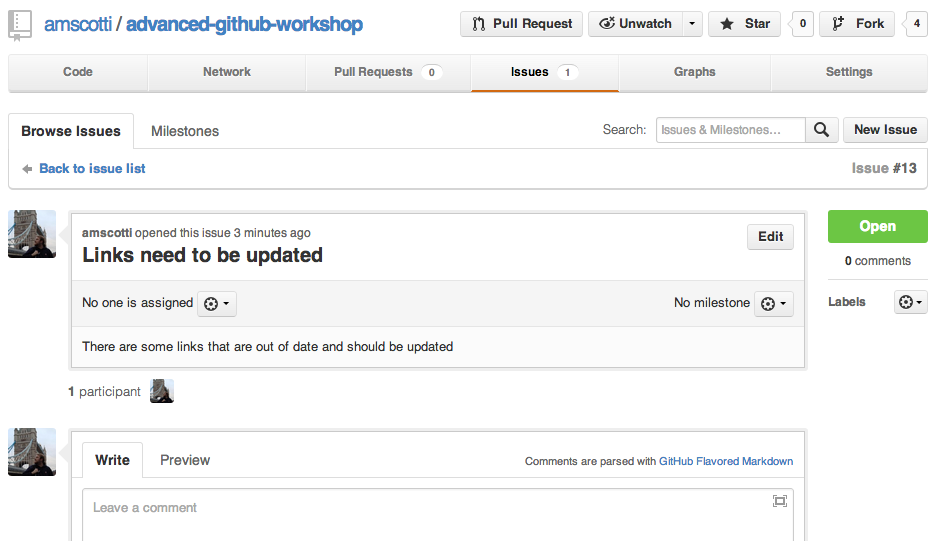 amscotti / advanced-github-workshop Pull Request Unwatch Star 0 Fork 4
Code Network Pull Requests 0 Issues 1 Graphs Settings
Browse Issues Milestones Search: Issues & Milestones... New Issue
Back to issue list Issue #13
amscotti opened this issue 3 minutes ago
Links need to be updated
Edit
Open
0 comments
No one is assigned No milestone
Labels
There are some links that are out of date and should be updated
1 participant
Write Preview Comments are parsed with GitHub Flavored Markdown
Leave a comment